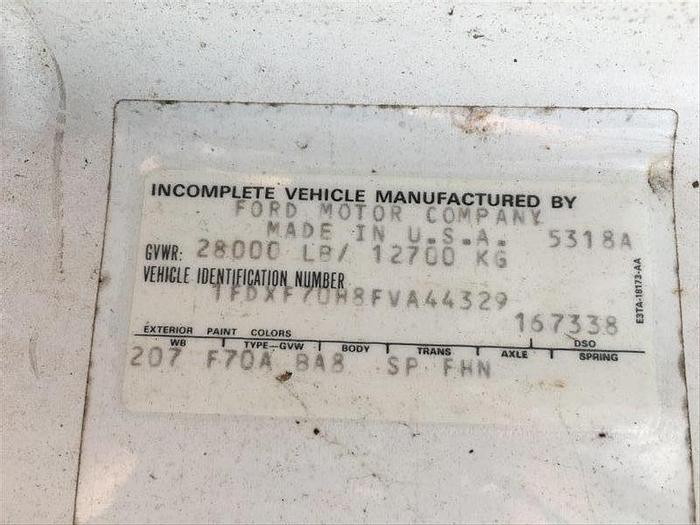 INCOMPLETE VEHICLE MANUFACTURED BY
FORD MOTOR COMPANY
MADE IN U.S.A. 5318A
GVWR: 28000 LB/ 12700 KG
VEHICLE IDENTIFICATION NUMBER
1FDXF70H8FVA44329
167338
EXTERIOR PAINT COLORS DSO
WB TYPE-GVW BODY TRANS AXLE SPRING
207 F70A BA8 SP FHN
E3TA-18173-AA